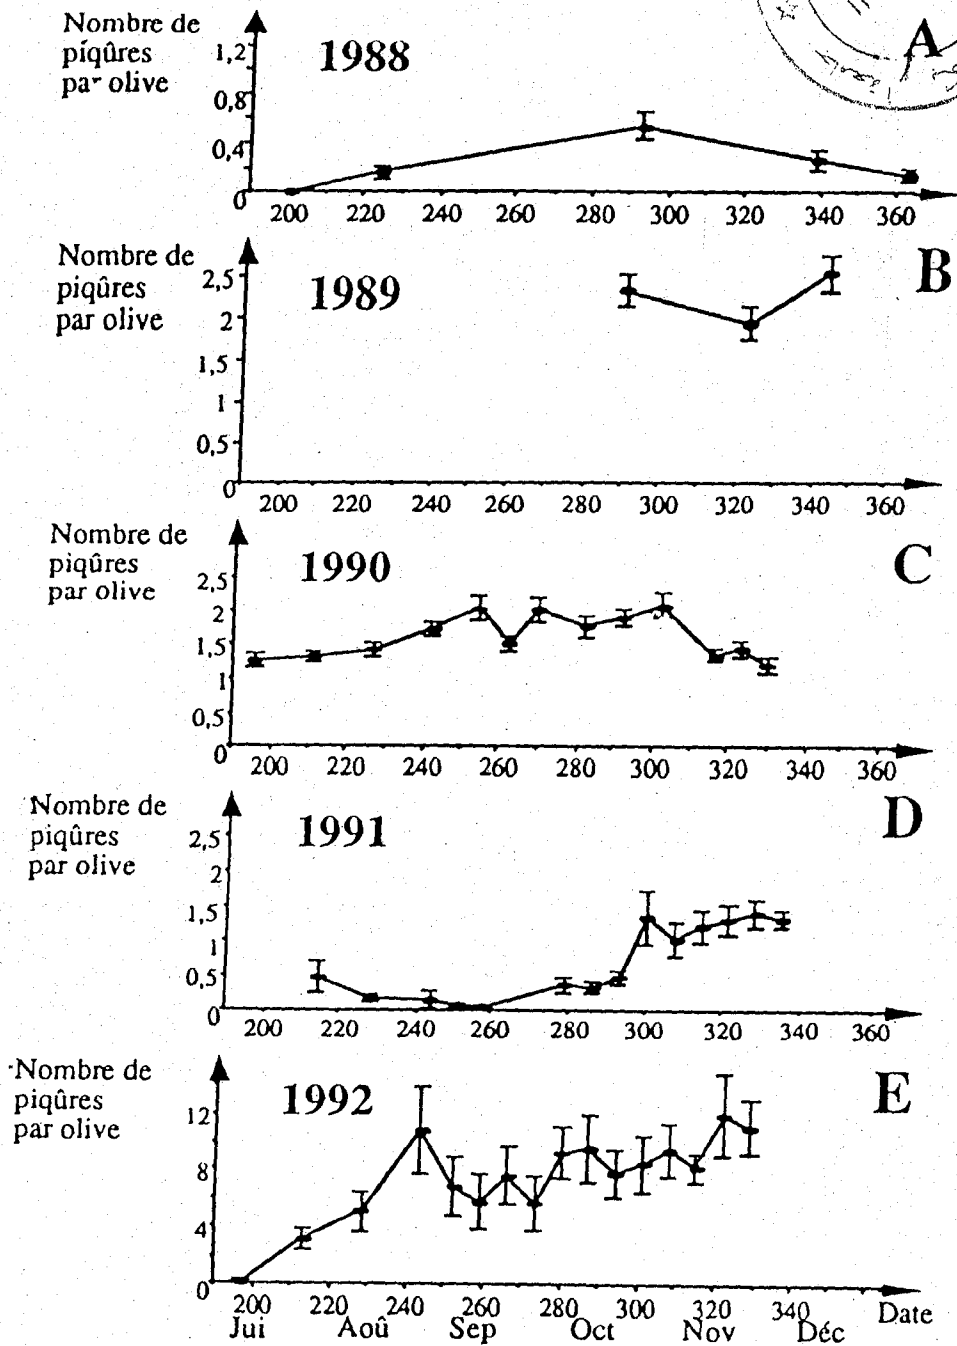 Nombre de
piqûres
par olive
1988
A
1,2
0,8
0,4
0
200 220 240 260 280 300 320 340 360
Nombre de
piqûres
par olive
1989
B
2,5
2
1,5
1
0,5
0
200 220 240 260 280 300 320 340 360
Nombre de
piqûres
par olive
1990
C
2,5
2
1,5
1
0,5
0
200 220 240 260 280 300 320 340 360
Nombre de
piqûres
par olive
1991
D
2,5
2
1,5
1
0,5
0
200 220 240 260 280 300 320 340 360
Nombre de
piqûres
par olive
1992
E
12
8
4
0
200 220 240 260 280 300 320 340 Date
Jui Aoû Sep Oct Nov Déc